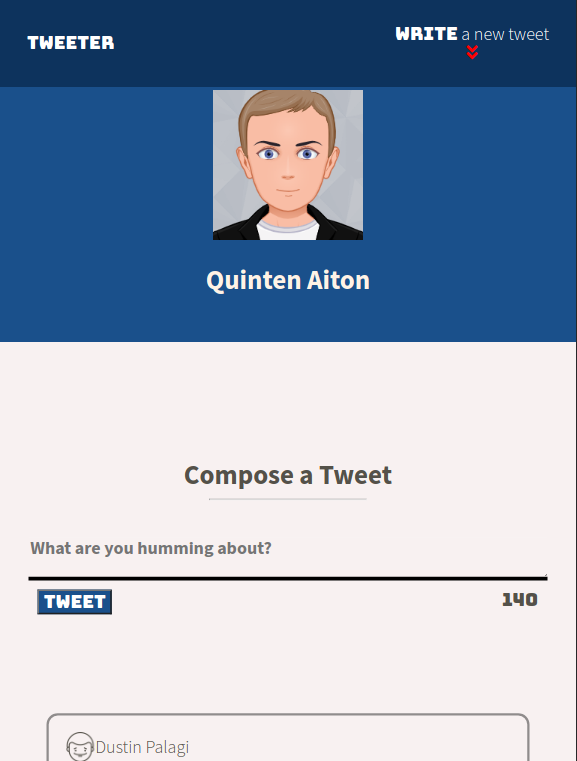 TWEETER
WRITE a new tweet
Quinten Aiton
Compose a Tweet
What are you humming about?
TWEET
140
Dustin Palagi